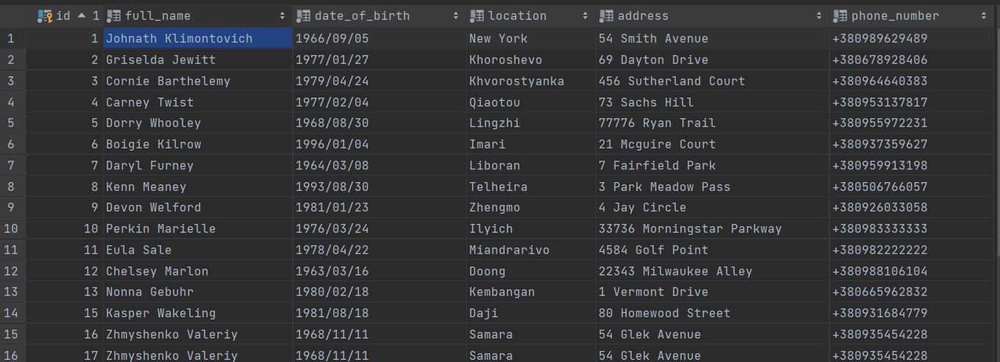 id 1 full_name date_of_birth location address phone_number
1 1 Johnath Klimontovich 1966/09/05 New York 54 Smith Avenue +380989629489
2 2 Griselda Jewitt 1977/01/27 Khoroshevo 69 Dayton Drive +380678928406
3 3 Cornie Barthelemy 1979/04/24 Khvorostyanka 456 Sutherland Court +380964640383
4 4 Carney Twist 1977/02/04 Qiaotou 73 Sachs Hill +380953137817
5 5 Dorry Whooley 1968/08/30 Lingzhi 77776 Ryan Trail +380955972231
6 6 Boigie Kilrow 1996/01/04 Imari 21 Mcguire Court +380937359627
7 7 Daryl Furney 1964/03/08 Liboran 7 Fairfield Park +380959913198
8 8 Kenn Meaney 1993/08/30 Telheira 3 Park Meadow Pass +380506766057
9 9 Devon Welford 1981/01/23 Zhengmo 4 Jay Circle +380926033058
10 10 Perkin Marielle 1976/03/24 Ilyich 33736 Morningstar Parkway +380983333333
11 11 Eula Sale 1978/04/22 Miandrarivo 4584 Golf Point +380982222222
12 12 Chelsey Marlon 1963/03/16 Doong 22343 Milwaukee Alley +380988106104
13 13 Nonna Gebuhr 1980/02/18 Kembangan 1 Vermont Drive +380665962832
14 15 Kasper Wakeling 1981/08/18 Daji 80 Homewood Street +380931684779
15 16 Zhmyshenko Valeriy 1968/11/11 Samara 54 Glek Avenue +380935454228
16 17 Zhmyshenko Valeriy 1968/11/11 Samara 54 Glek Avenue +380935454228